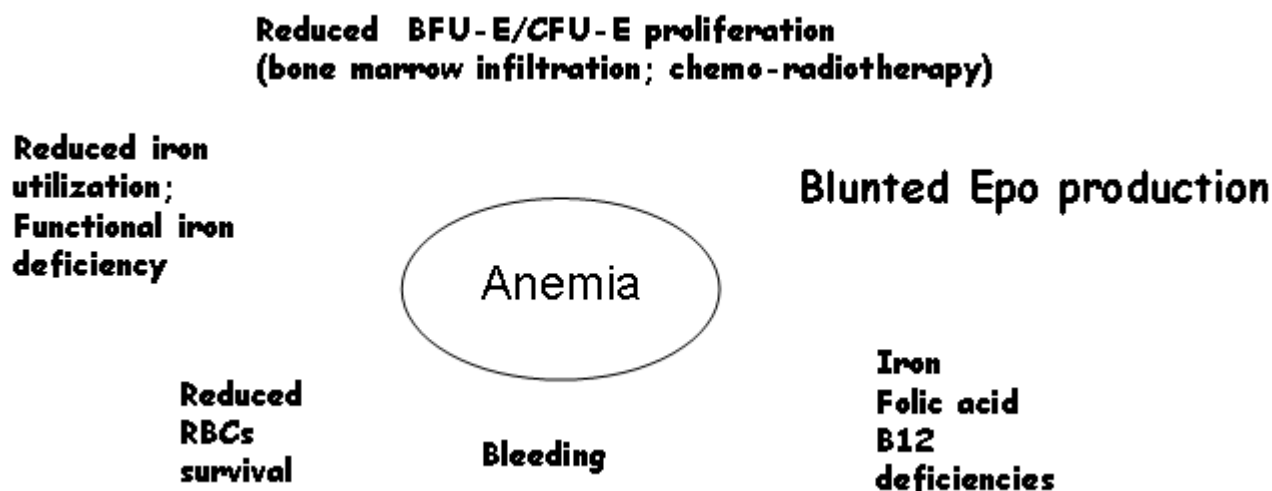 Reduced BFU-E/CFU-E proliferation
(bone marrow infiltration; chemo-radiotherapy)
Reduced iron
utilization;
Functional iron
deficiency
Blunted Epo production
Anemia
Reduced
RBCs
survival
Bleeding
Iron
Folic acid
B12
deficiencies